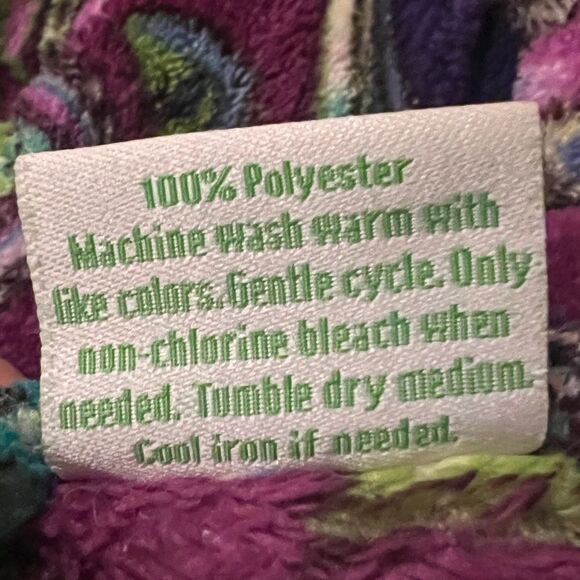 100% Polyester
Machine wash warm with
like colors. Gentle cycle. Only
non-chlorine bleach when
needed. Tumble dry medium.
Cool iron if needed.